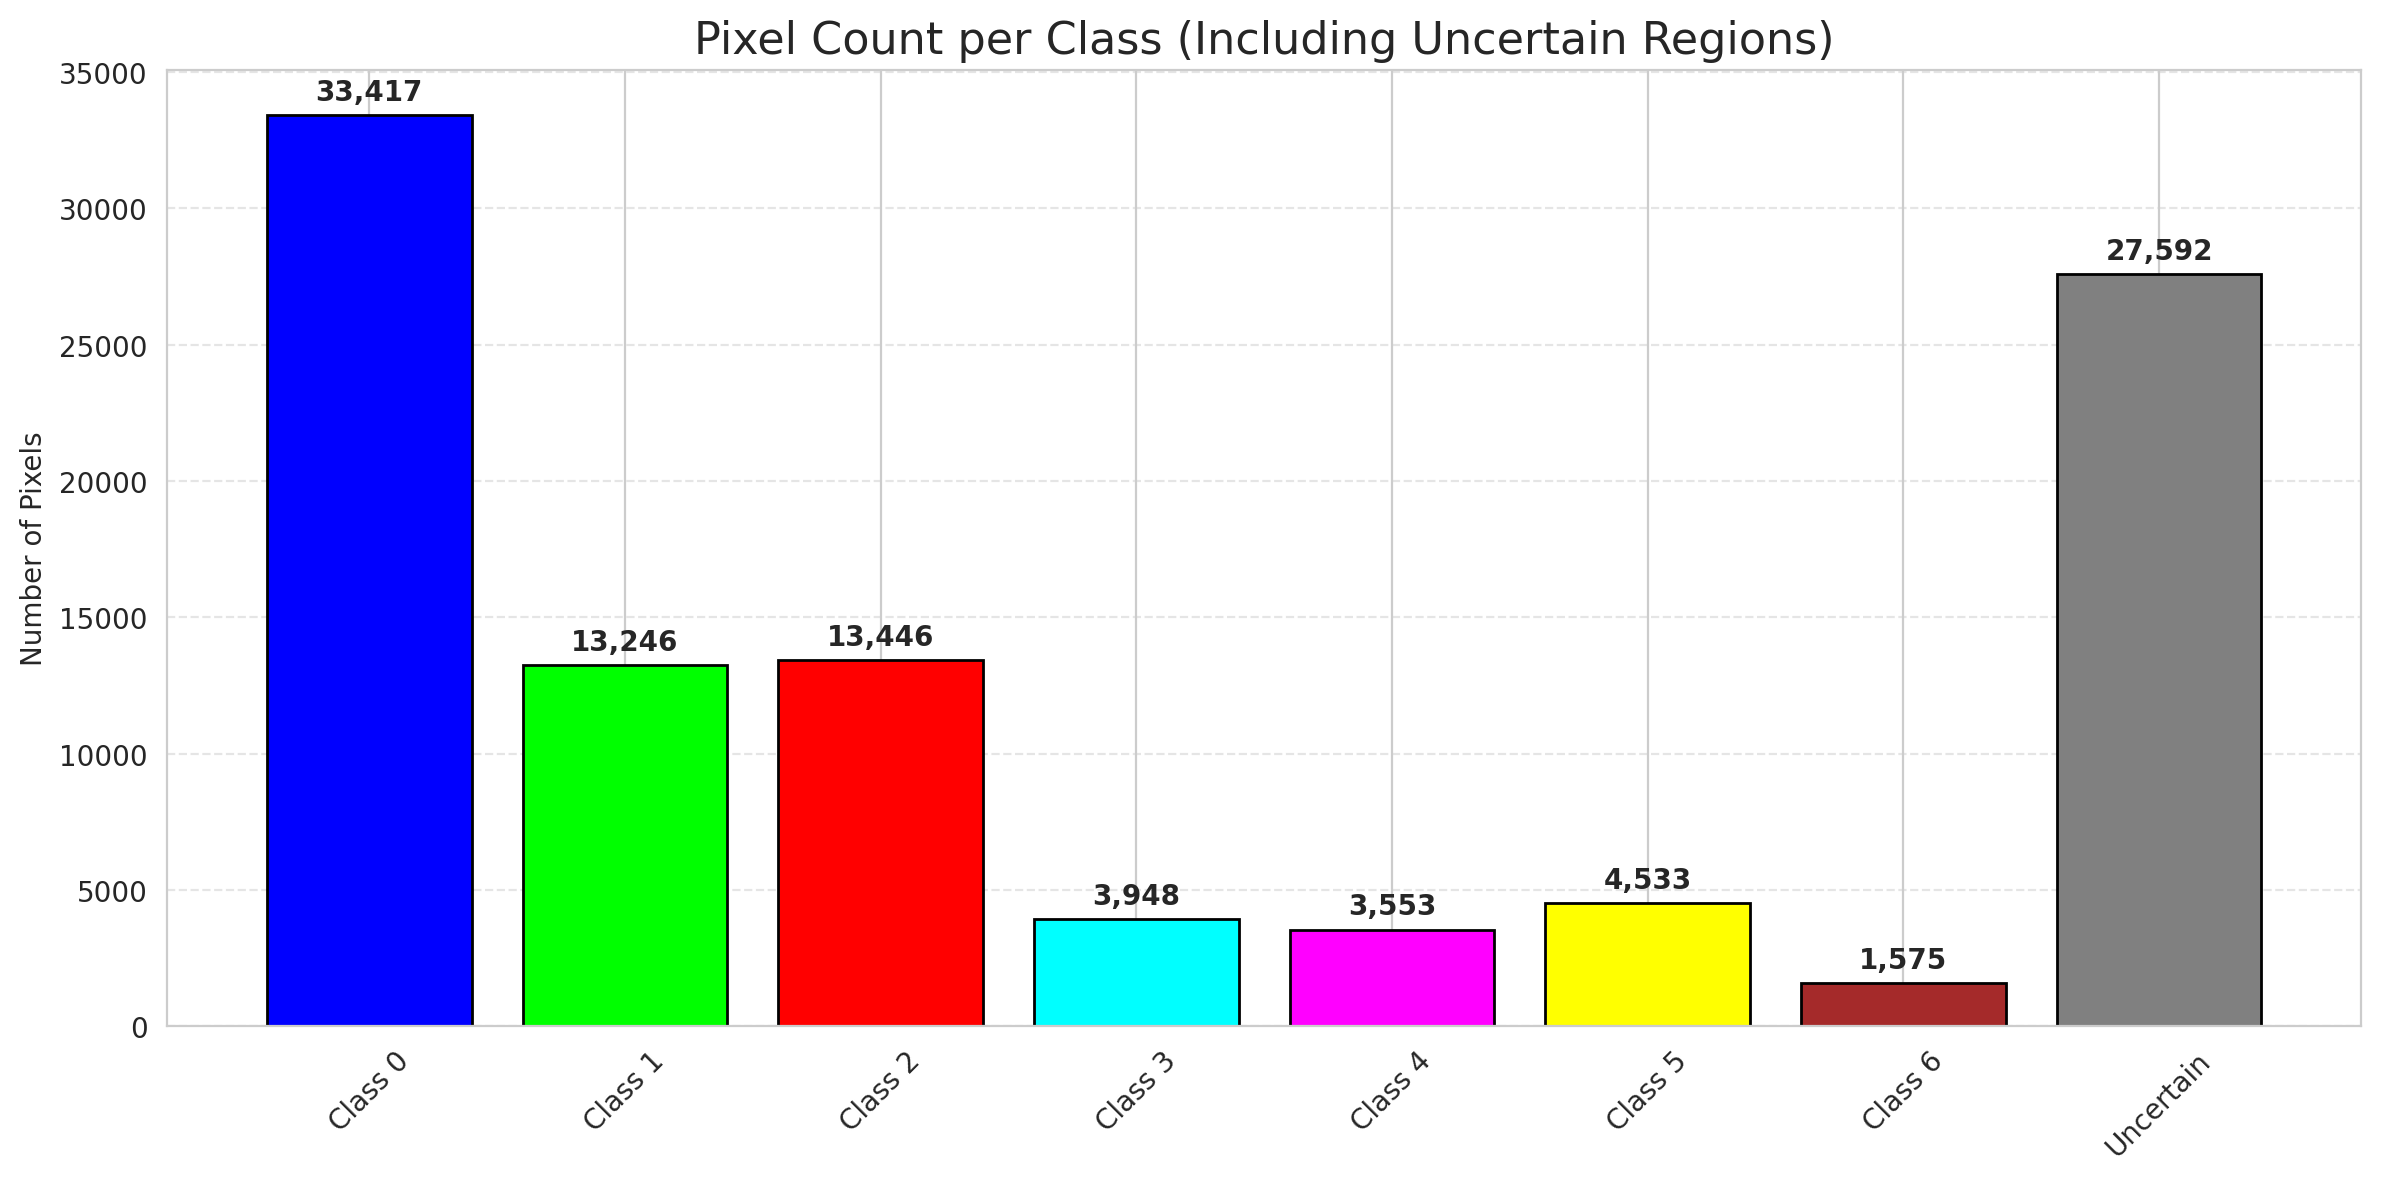 Pixel Count per Class (Including Uncertain Regions)
Number of Pixels
35000
30000
25000
20000
15000
10000
5000
0
33,417
13,246
13,446
3,948
3,553
4,533
1,575
27,592
Class 0
Class 1
Class 2
Class 3
Class 4
Class 5
Class 6
Uncertain